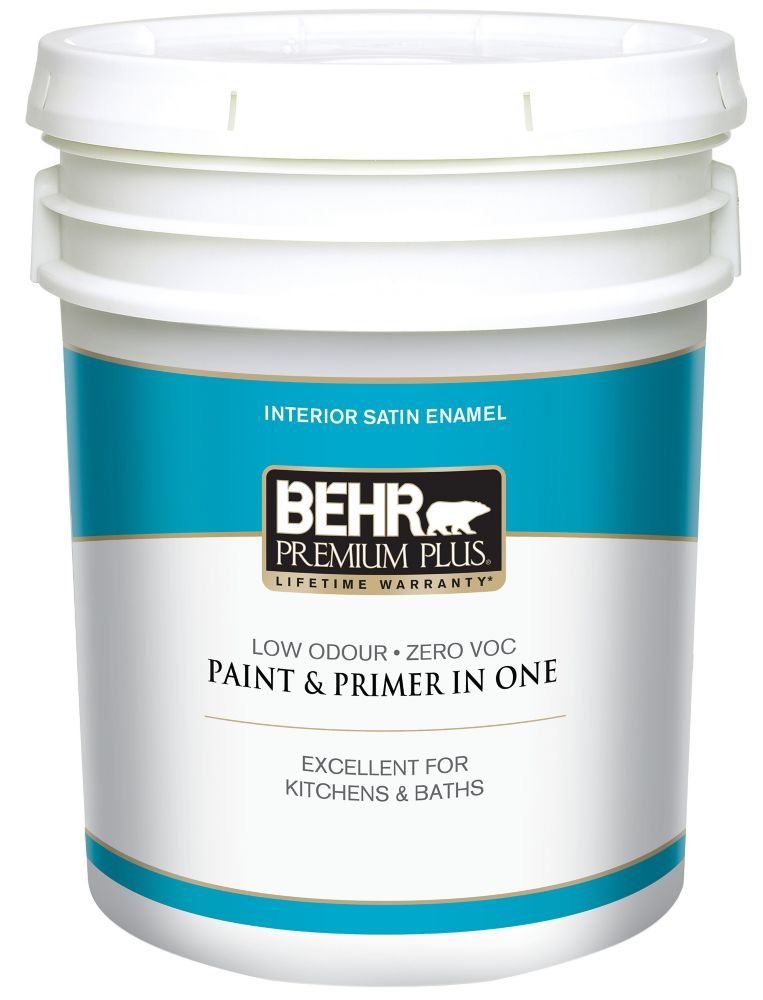 INTERIOR SATIN ENAMEL
BEHR
PREMIUM PLUS®
LIFETIME WARRANTY*
LOW ODOUR • ZERO VOC
PAINT & PRIMER IN ONE
EXCELLENT FOR
KITCHENS & BATHS